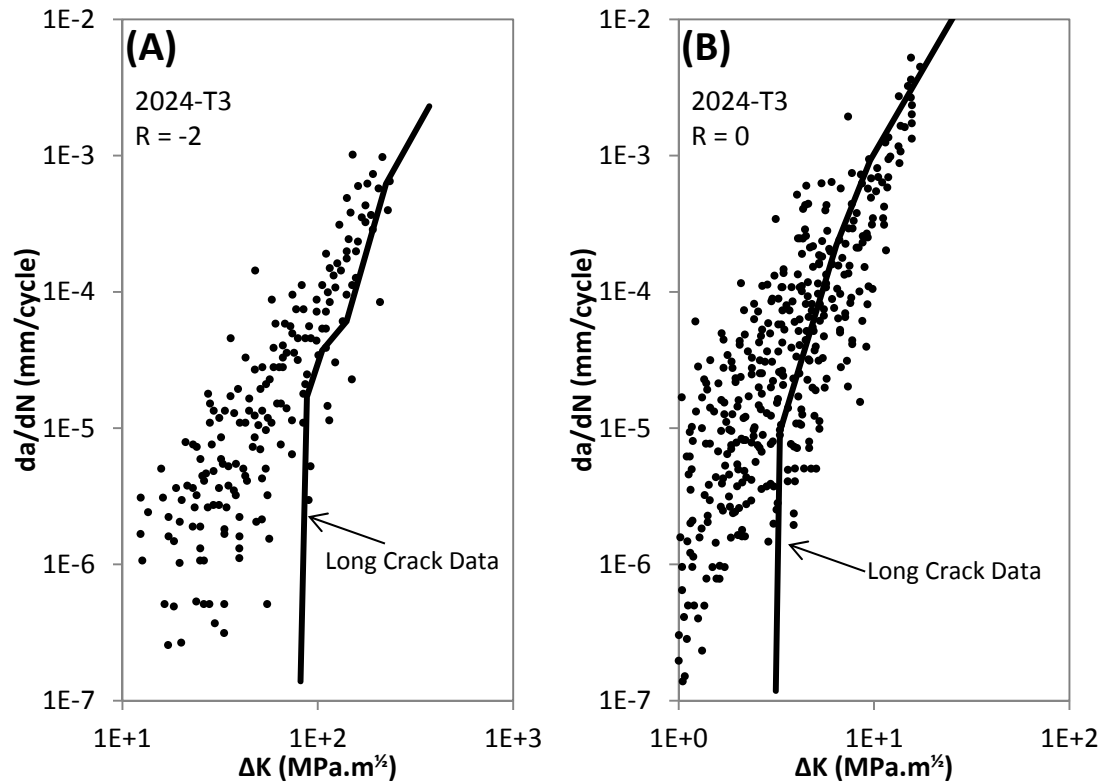 (A)
2024-T3
R = -2
Long Crack Data
da/dN (mm/cycle)
1E-2
1E-3
1E-4
1E-5
1E-6
1E-7
1E+1
1E+2
1E+3
ΔK (MPa.m½)
(B)
2024-T3
R = 0
Long Crack Data
da/dN (mm/cycle)
1E-2
1E-3
1E-4
1E-5
1E-6
1E-7
1E+0
1E+1
1E+2
ΔK (MPa.m½)